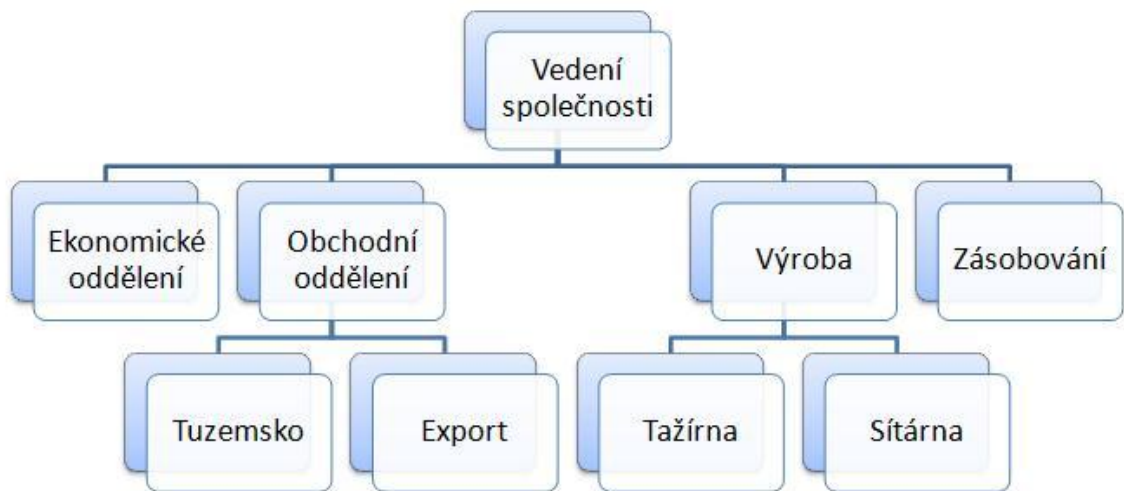 Vedení
společnosti
Ekonomické
oddělení
Obchodní
oddělení
Výroba
Zásobování
Tuzemsko
Export
Tažírna
Sítárna